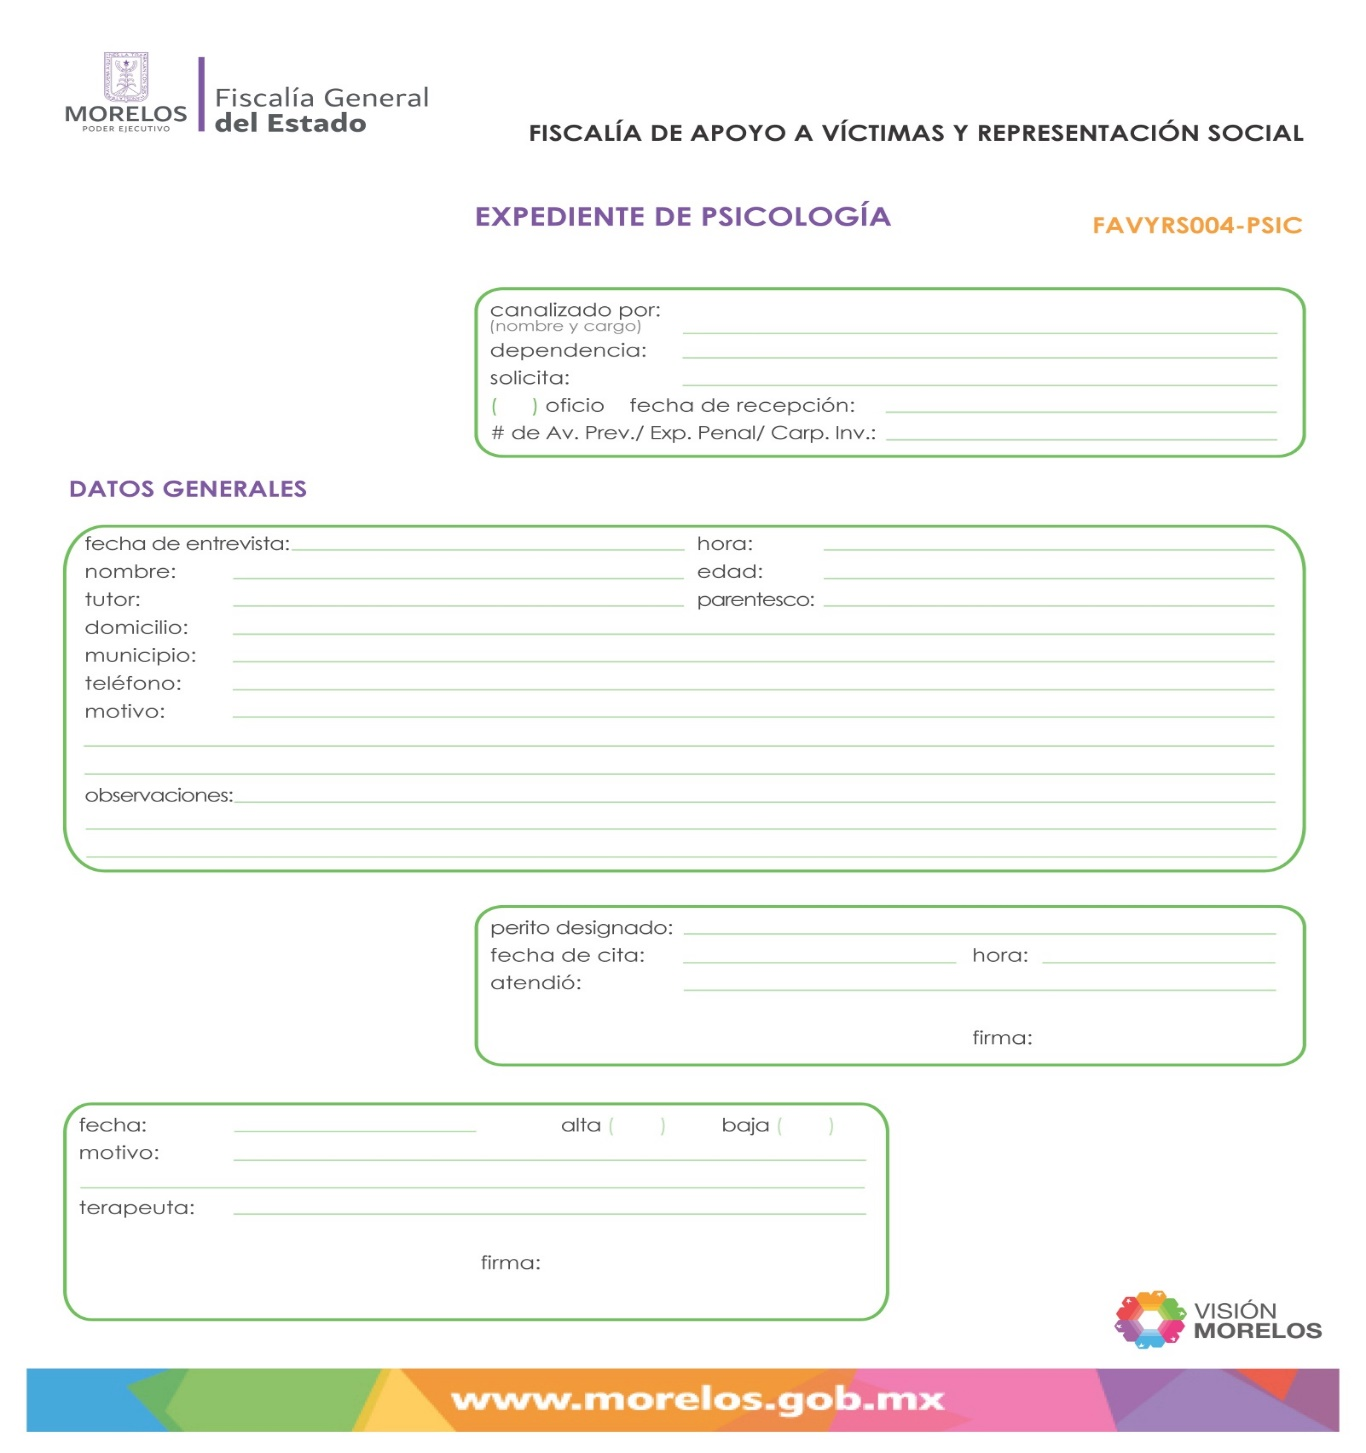 MORELOS
PODER EJECUTIVO
Fiscalía General
del Estado
FISCALÍA DE APOYO A VÍCTIMAS Y REPRESENTACIÓN SOCIAL
EXPEDIENTE DE PSICOLOGÍA
FAVYRS004-PSIC
canalizado por:
(nombre y cargo)
dependencia:
solicita:
( ) oficio fecha de recepción:
# de Av. Prev./ Exp. Penal/ Carp. Inv.:
DATOS GENERALES
fecha de entrevista: hora:
nombre: edad:
tutor: parentesco:
domicilio:
municipio:
teléfono:
motivo:
observaciones:
perito designado:
fecha de cita: hora:
atendió:
firma:
fecha: alta ( ) baja ( )
motivo:
terapeuta:
firma:
VISIÓN
MORELOS
www.morelos.gob.mx